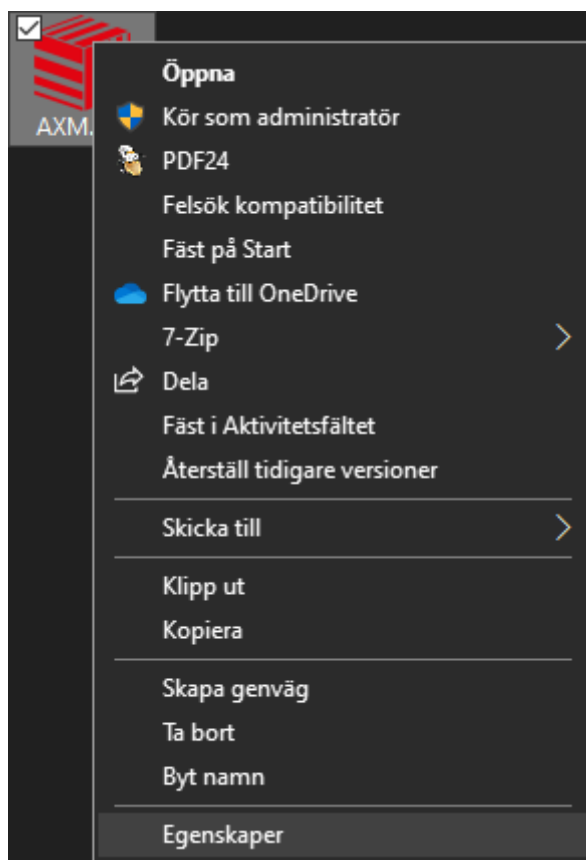 AXM.
Öppna
Kör som administratör
PDF24
Felsök kompatibilitet
Fäst på Start
Flytta till OneDrive
7-Zip
Dela
Fäst i Aktivitetsfältet
Återställ tidigare versioner
Skicka till
Klipp ut
Kopiera
Skapa genväg
Ta bort
Byt namn
Egenskaper